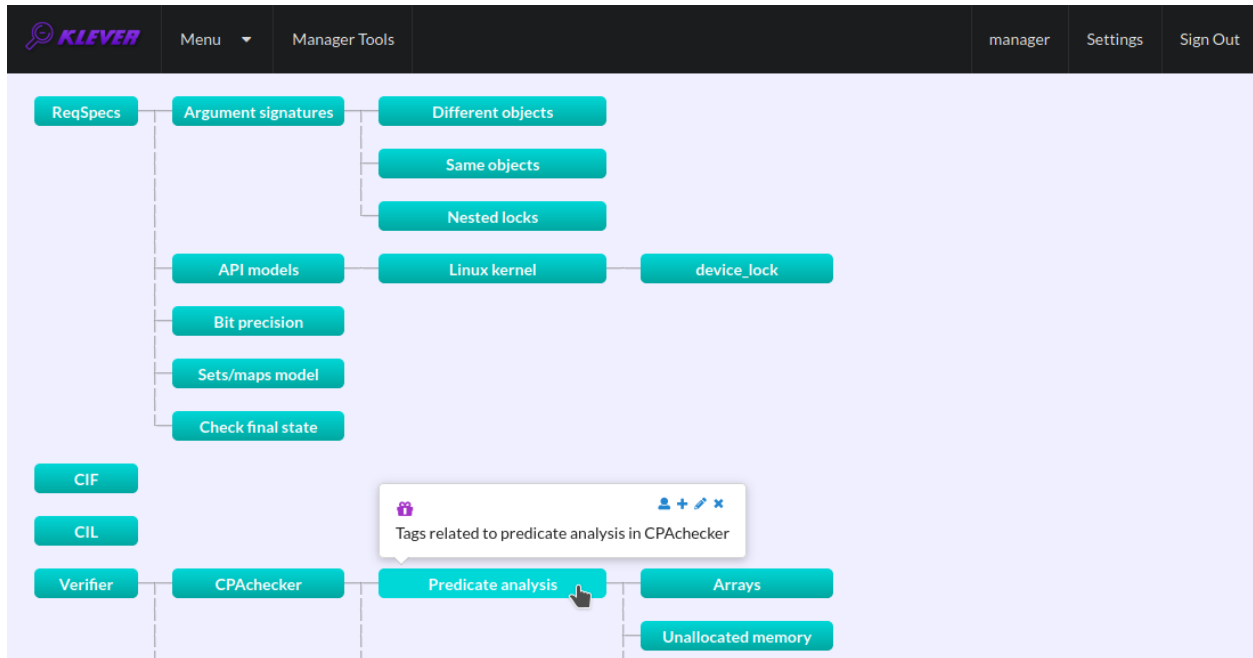 KLEVER Menu Manager Tools manager Settings Sign Out
ReqSpecs Argument signatures Different objects
Same objects
Nested locks
API models Linux kernel device_lock
Bit precision
Sets/maps model
Check final state
CIF
CIL
Tags related to predicate analysis in CPAchecker
Verifier CPAchecker Predicate analysis Arrays
Unallocated memory